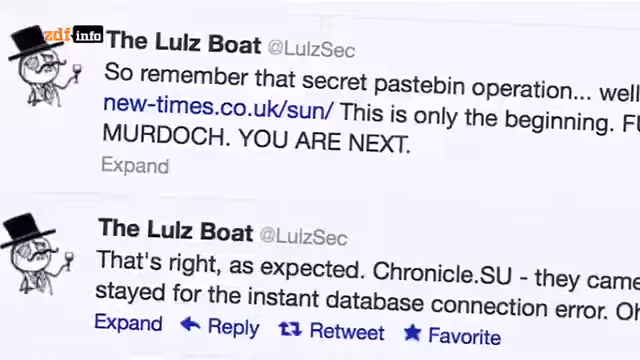 zdf info
The Lulz Boat @LulzSec
So remember that secret pastebin operation... well
new-times.co.uk/sun/ This is only the beginning.
MURDOCH. YOU ARE NEXT.
Expand
The Lulz Boat @LulzSec
That's right, as expected. Chronicle.SU - they came
stayed for the instant database connection error.
Expand Reply Retweet Favorite